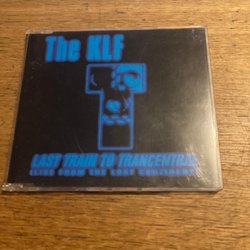 The KLF
LAST TRAIN TO TRANCENTRAL
(LIVE FROM THE LOST CONTINENT)